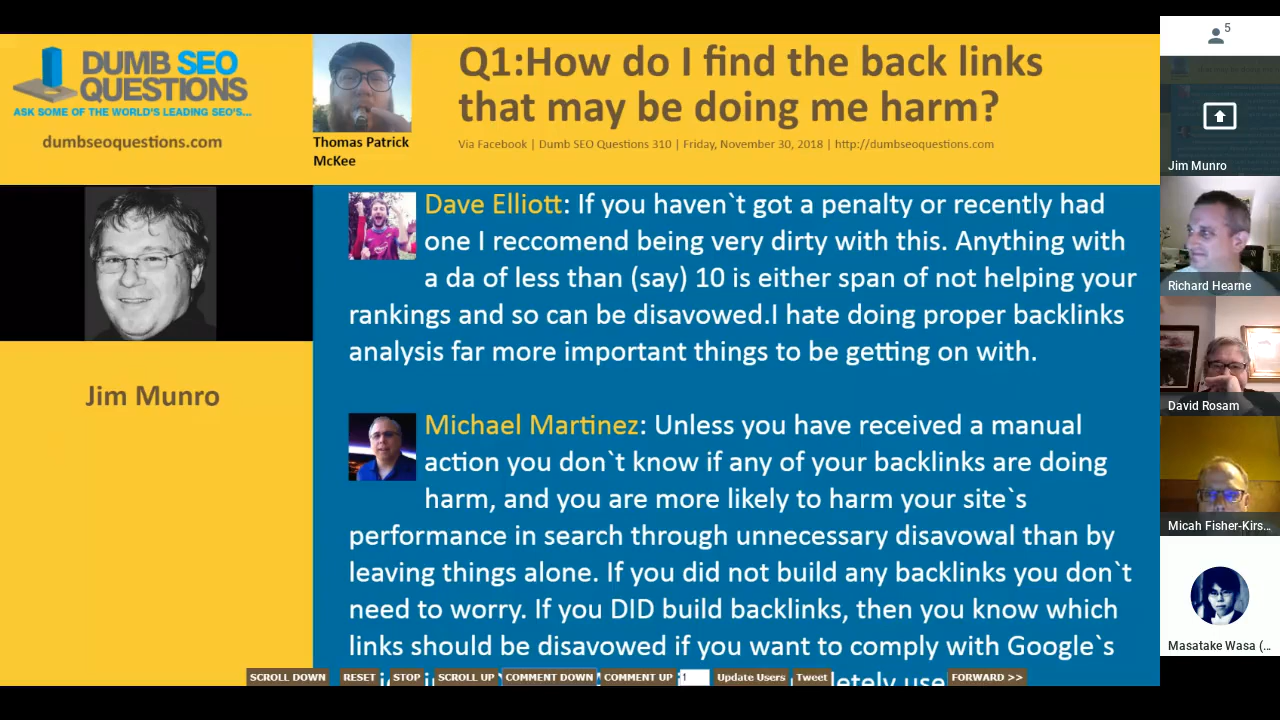 DUMB SEO
QUESTIONS
ASK SOME OF THE WORLD'S LEADING SEO'S...
dumbseoquestions.com
Thomas Patrick
McKee
Q1:How do I find the back links
that may be doing me harm?
Via Facebook | Dumb SEO Questions 310 | Friday, November 30, 2018 | http://dumbseoquestions.com
Jim Munro
Dave Elliott: If you haven`t got a penalty or recently had
one I reccomend being very dirty with this. Anything with
a da of less than (say) 10 is either span of not helping your
rankings and so can be disavowed.I hate doing proper backlinks
analysis far more important things to be getting on with.
Michael Martinez: Unless you have received a manual
action you don`t know if any of your backlinks are doing
harm, and you are more likely to harm your site`s
performance in search through unnecessary disavowal than by
leaving things alone. If you did not build any backlinks you don`t
need to worry. If you DID build backlinks, then you know which
links should be disavowed if you want to comply with Google`s
SCROLL DOWN RESET STOP SCROLL UP COMMENT DOWN COMMENT UP 1 Update Users Tweet FORWARD >>
5
Jim Munro
Richard Hearne
David Rosam
Micah Fisher-Kirs...
Masatake Wasa (...